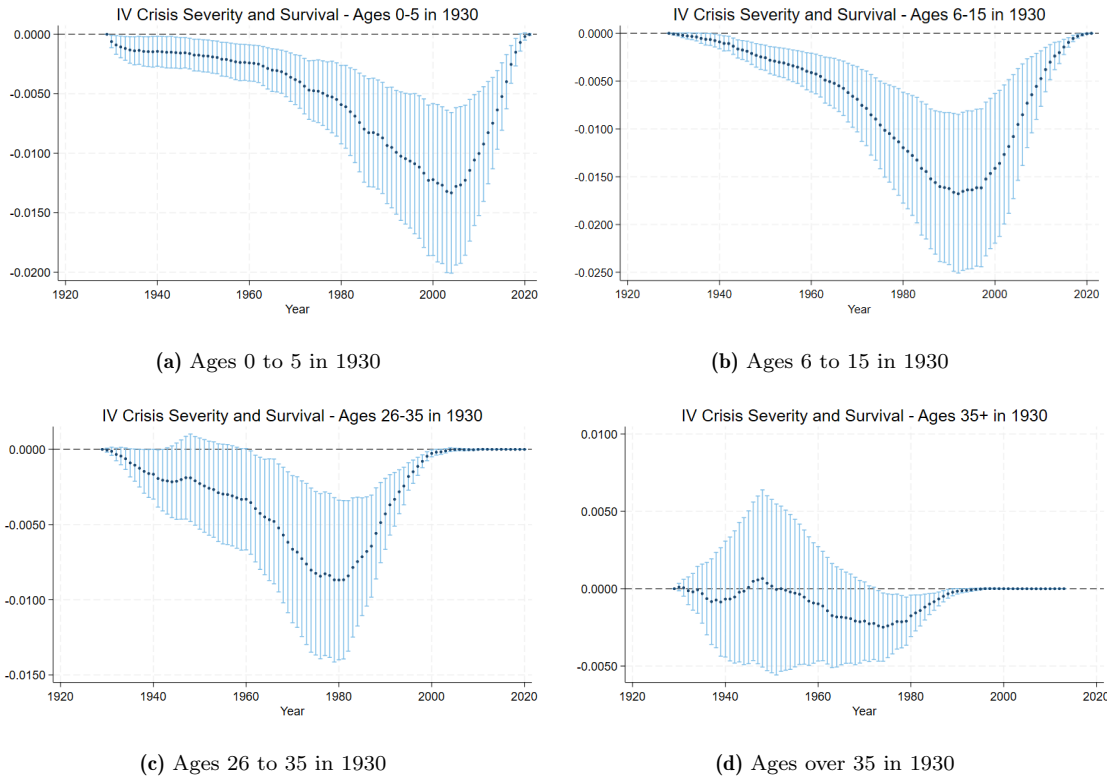 IV Crisis Severity and Survival - Ages 0-5 in 1930
0.0000
-0.0050
-0.0100
-0.0150
-0.0200
1920 1940 1960 1980 2000 2020
Year
(a) Ages 0 to 5 in 1930
IV Crisis Severity and Survival - Ages 6-15 in 1930
0.0000
-0.0050
-0.0100
-0.0150
-0.0200
-0.0250
1920 1940 1960 1980 2000 2020
Year
(b) Ages 6 to 15 in 1930
IV Crisis Severity and Survival - Ages 26-35 in 1930
0.0000
-0.0050
-0.0100
-0.0150
1920 1940 1960 1980 2000 2020
Year
(c) Ages 26 to 35 in 1930
IV Crisis Severity and Survival - Ages 35+ in 1930
0.0100
0.0050
0.0000
-0.0050
1920 1940 1960 1980 2000 2020
Year
(d) Ages over 35 in 1930